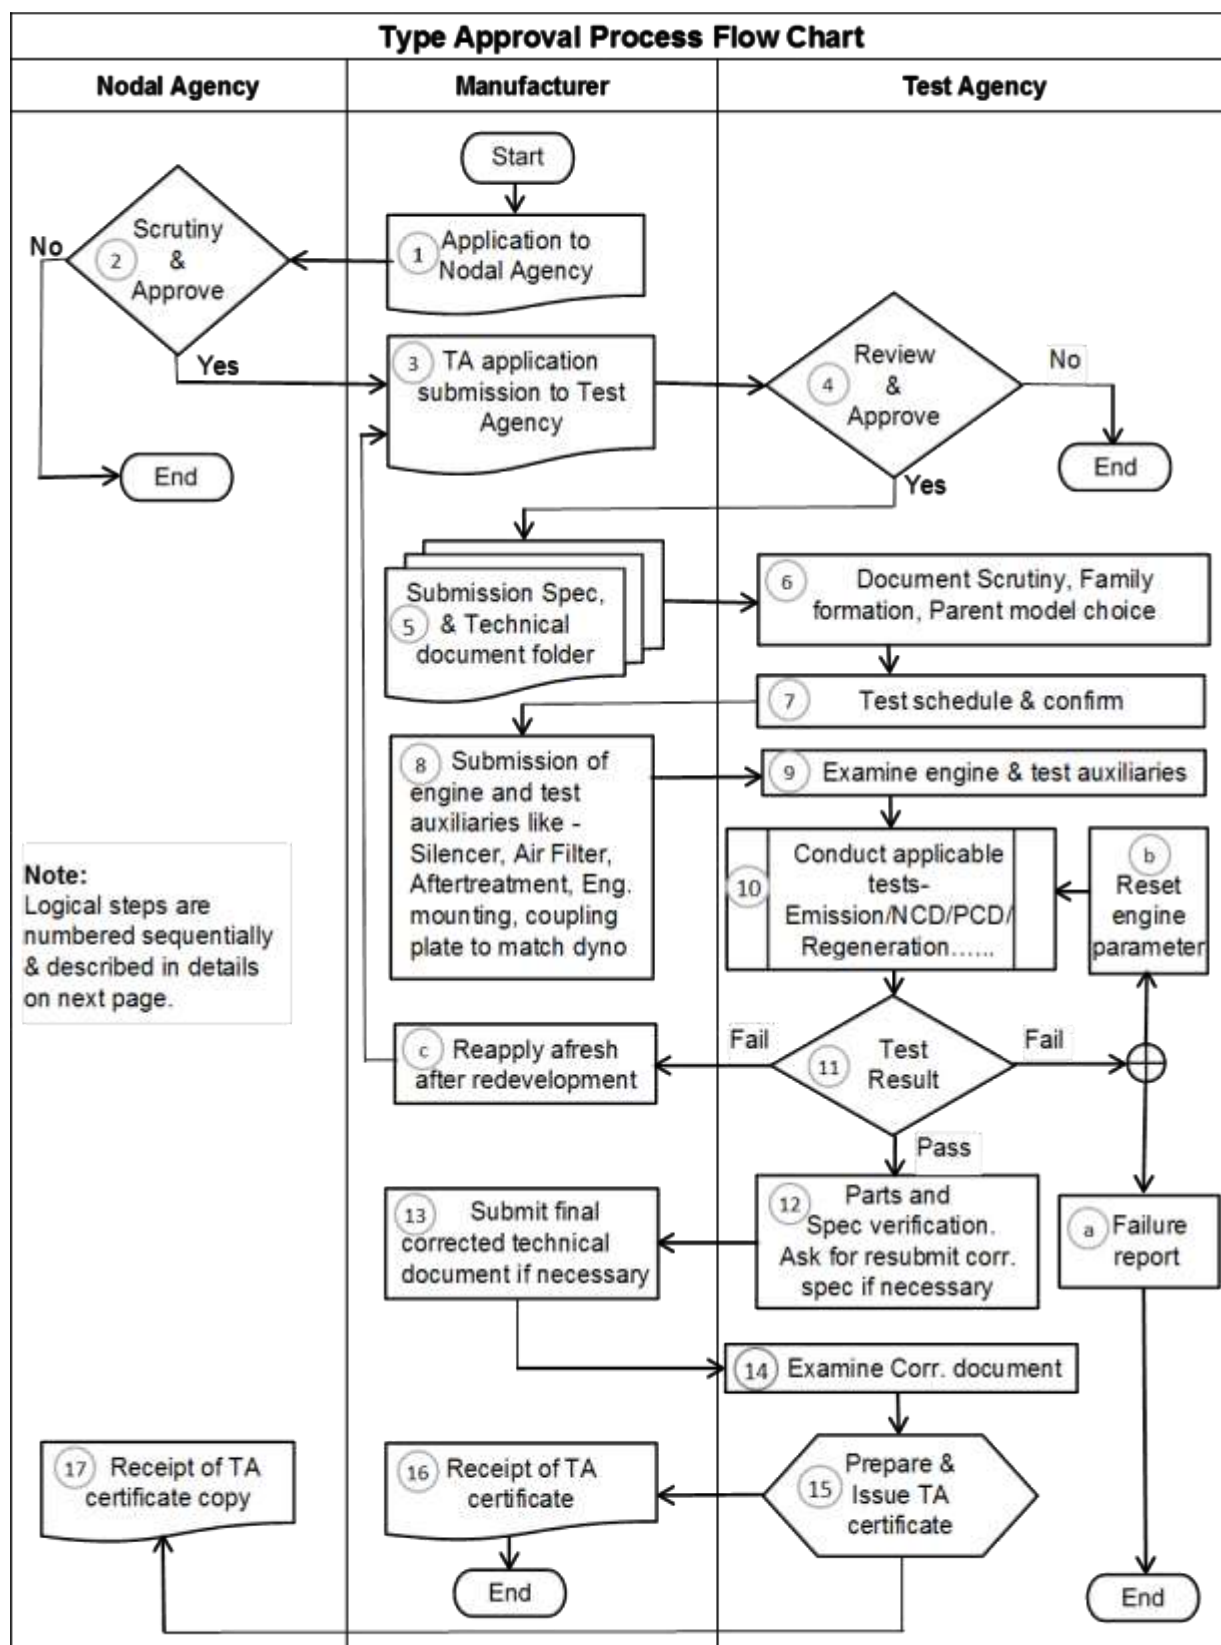 Type Approval Process Flow Chart
Nodal Agency
Manufacturer
Test Agency
Start
1 Application to
Nodal Agency
Scrutiny
2 &
Approve
No
Yes
End
3 TA application
submission to Test
Agency
Review
4 &
Approve
No
End
Yes
Submission Spec,
5 & Technical
document folder
6 Document Scrutiny, Family
formation, Parent model choice
7 Test schedule & confirm
8 Submission of
engine and test
auxiliaries like -
Silencer, Air Filter,
Aftertreatment, Eng.
mounting, coupling
plate to match dyno
9 Examine engine & test auxiliaries
Conduct applicable
10 tests-
Emission/NCD/PCD/
Regeneration......
b
Reset
engine
parameter
Note:
Logical steps are
numbered sequentially
& described in details
on next page.
c Reapply afresh
after redevelopment
Fail
Test
11 Result
Fail
Pass
12 Parts and
Spec verification.
Ask for resubmit corr.
spec if necessary
13 Submit final
corrected technical
document if necessary
a Failure
report
14 Examine Corr. document
Prepare &
15 Issue TA
certificate
16 Receipt of TA
certificate
17 Receipt of TA
certificate copy
End
End